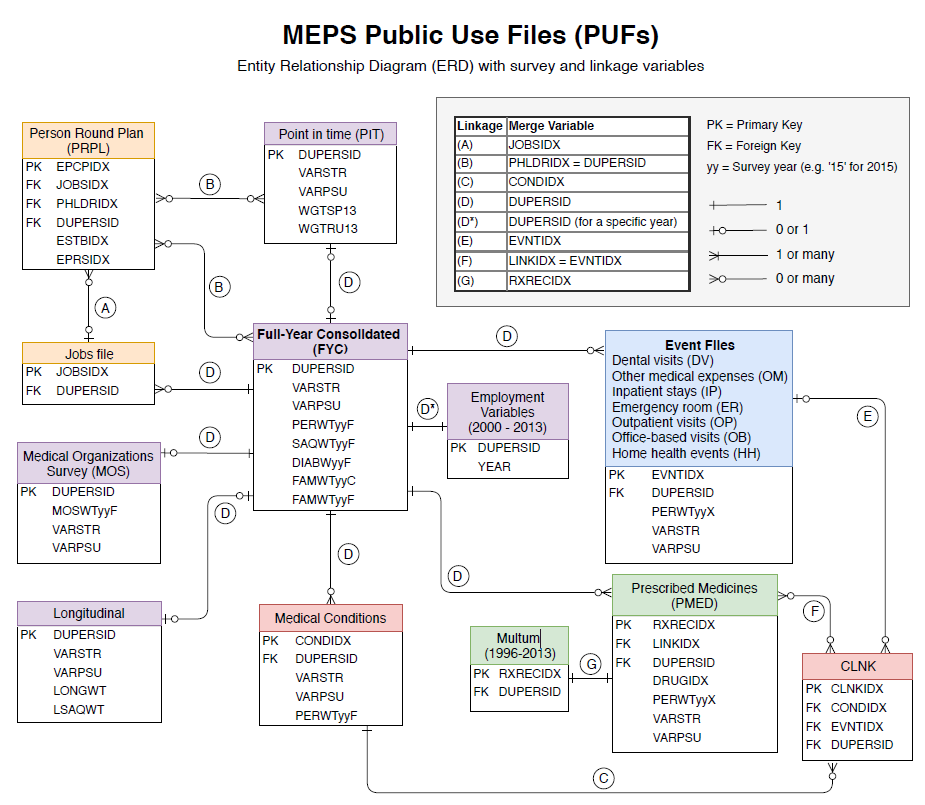 MEPS Public Use Files (PUFs)
Entity Relationship Diagram (ERD) with survey and linkage variables
Linkage Merge Variable
(A) JOBSIDX
(B) PHLDRIDX = DUPERSID
(C) CONDIDX
(D) DUPERSID
(D*) DUPERSID (for a specific year)
(E) EVNTIDX
(F) LINKIDX = EVNTIDX
(G) RXRECIDX
PK = Primary Key
FK = Foreign Key
yy = Survey year (e.g. '15' for 2015)
1
0 or 1
1 or many
0 or many
Person Round Plan
(PRPL)
PK EPCPIDX
FK JOBSIDX
FK PHLDRIDX
FK DUPERSID
ESTBIDX
EPRSIDX
B
Point in time (PIT)
PK DUPERSID
VARSTR
VARPSU
WGTSP13
WGTRU13
B
D
A
Jobs file
PK JOBSIDX
FK DUPERSID
D
Full-Year Consolidated
(FYC)
PK DUPERSID
VARSTR
VARPSU
PERWTyyF
SAQWTyyF
DIABWyyF
FAMWTyyC
FAMWTyyF
D
Event Files
Dental visits (DV)
Other medical expenses (OM)
Inpatient stays (IP)
Emergency room (ER)
Outpatient visits (OP)
Office-based visits (OB)
Home health events (HH)
PK EVNTIDX
FK DUPERSID
PERWTyyX
VARSTR
VARPSU
E
D*
Employment
Variables
(2000 - 2013)
PK DUPERSID
YEAR
D
Medical Organizations
Survey (MOS)
PK DUPERSID
MOSWTyyF
VARSTR
VARPSU
D
D
D
Longitudinal
PK DUPERSID
VARSTR
VARPSU
LONGWT
LSAQWT
Medical Conditions
PK CONDIDX
FK DUPERSID
VARSTR
VARPSU
PERWTyyF
Multum
(1996-2013)
PK RXRECIDX
FK DUPERSID
G
Prescribed Medicines
(PMED)
PK RXRECIDX
FK LINKIDX
FK DUPERSID
DRUGIDX
PERWTyyX
VARSTR
VARPSU
F
CLNK
PK CLNKIDX
FK CONDIDX
FK EVNTIDX
FK DUPERSID
C